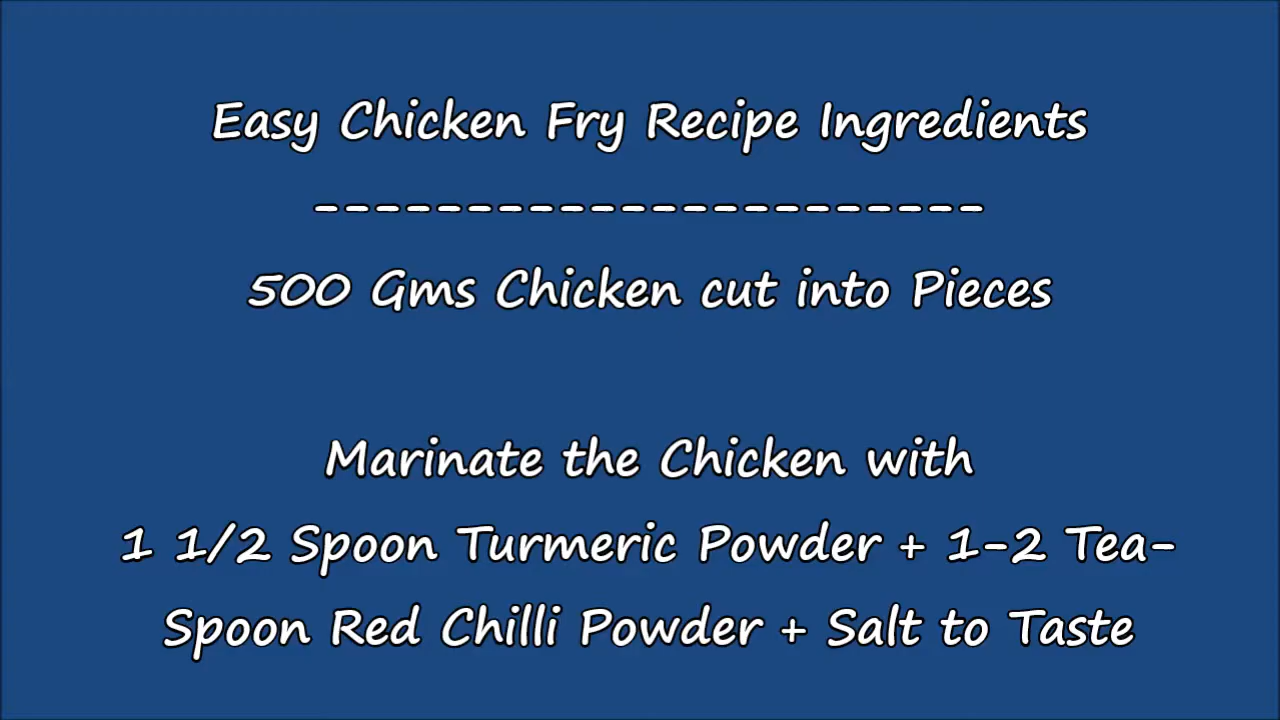 Easy Chicken Fry Recipe Ingredients
-----------------------
500 Gms Chicken cut into Pieces
Marinate the Chicken with
1 1/2 Spoon Turmeric Powder + 1-2 Tea-
Spoon Red Chilli Powder + Salt to Taste